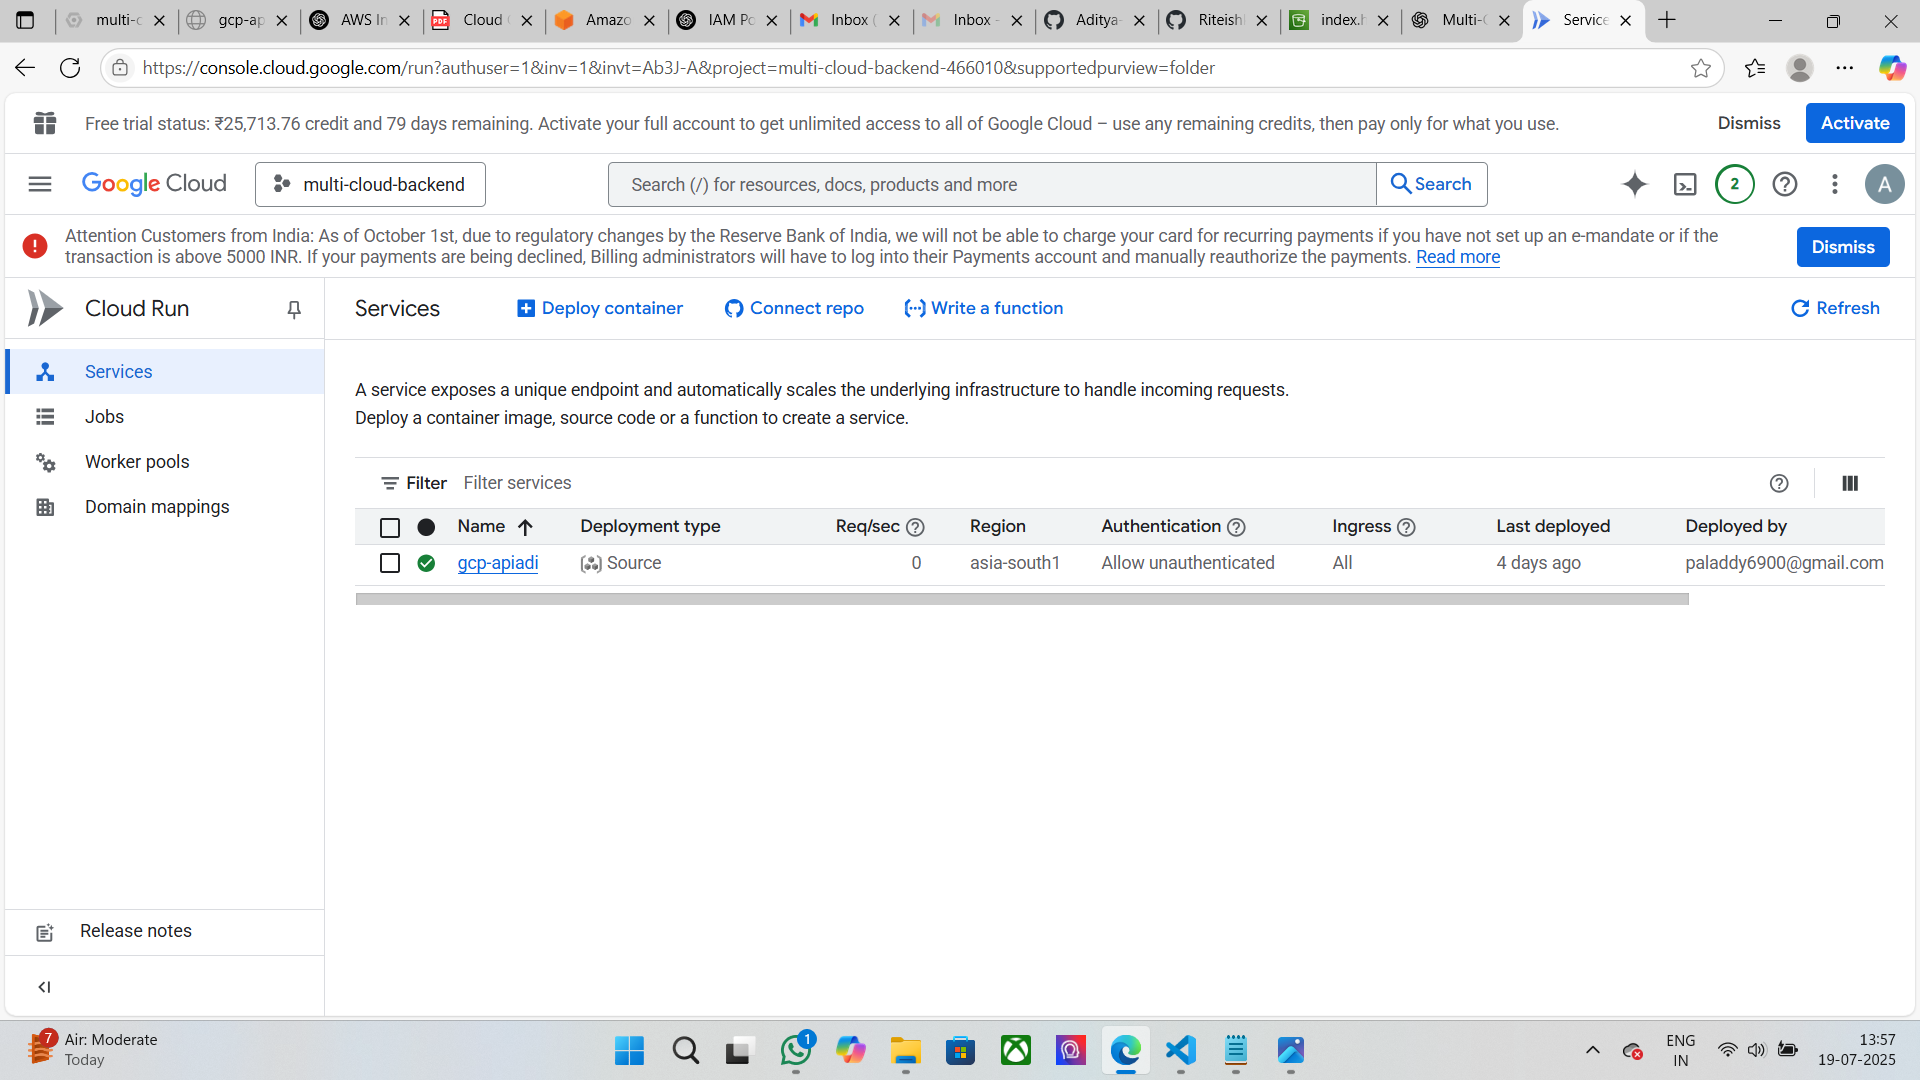 multi-c
gcp-ap
AWS In
Cloud
Amazo
IAM Po
Inbox (
Inbox -
Aditya-
Riteish
index.h
Multi-C
Service
https://console.cloud.google.com/run?authuser=1&inv=1&invt=Ab3J-A&project=multi-cloud-backend-466010&supportedpurview=folder
Free trial status: ₹25,713.76 credit and 79 days remaining. Activate your full account to get unlimited access to all of Google Cloud – use any remaining credits, then pay only for what you use.
Dismiss
Activate
Google Cloud
multi-cloud-backend
Search (/) for resources, docs, products and more
Search
2
A
Attention Customers from India: As of October 1st, due to regulatory changes by the Reserve Bank of India, we will not be able to charge your card for recurring payments if you have not set up an e-mandate or if the
transaction is above 5000 INR. If your payments are being declined, Billing administrators will have to log into their Payments account and manually reauthorize the payments. Read more
Dismiss
Cloud Run
Services
Deploy container
Connect repo
Write a function
Refresh
Services
Jobs
Worker pools
Domain mappings
A service exposes a unique endpoint and automatically scales the underlying infrastructure to handle incoming requests.
Deploy a container image, source code or a function to create a service.
Filter
Filter services
Name
Deployment type
Req/sec
Region
Authentication
Ingress
Last deployed
Deployed by
gcp-apiadi
Source
0
asia-south1
Allow unauthenticated
All
4 days ago
paladdy6900@gmail.com
Release notes
7
Air: Moderate
Today
1
ENG
IN
13:57
19-07-2025